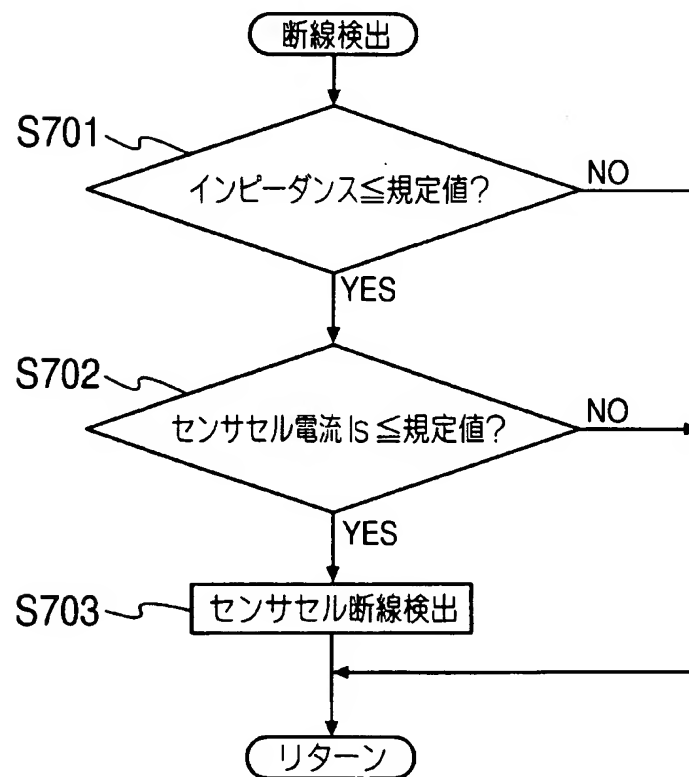 断線検出
S701
インピーダンス≦規定値?
NO
YES
S702
センサセル電流Is≦規定値?
NO
YES
S703
センサセル断線検出
リターン